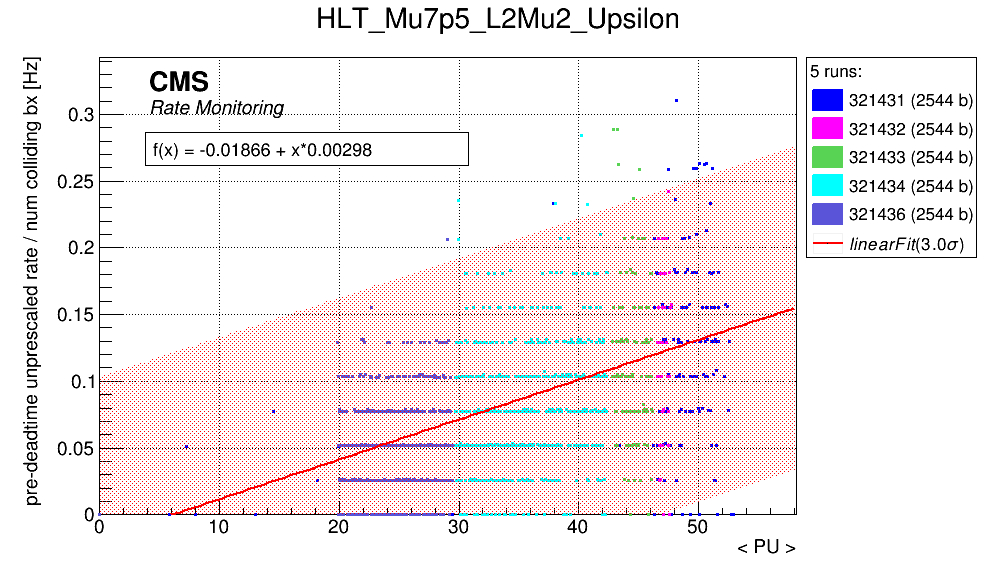 HLT_Mu7p5_L2Mu2_Upsilon
pre-deadtime unprescaled rate / num colliding bx [Hz]
CMS
Rate Monitoring
f(x) = -0.01866 + x*0.00298
0.3
0.25
0.2
0.15
0.1
0.05
0
0 10 20 30 40 50
< PU >
5 runs:
321431 (2544 b)
321432 (2544 b)
321433 (2544 b)
321434 (2544 b)
321436 (2544 b)
linearFit(3.0σ)